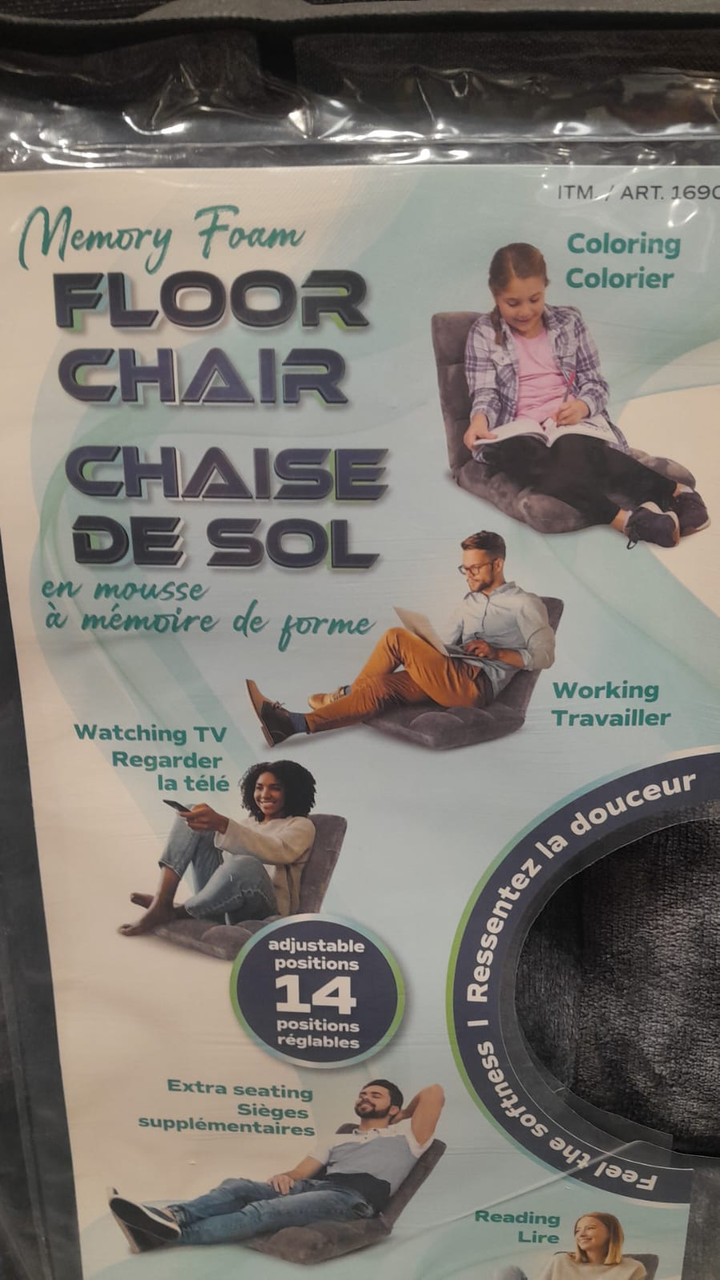 ITM. / ART. 1690
Memory Foam
FLOOR
CHAIR
CHAISE
DE SOL
en mousse
à mémoire de forme
Coloring
Colorier
Working
Travailler
Watching TV
Regarder
la télé
adjustable
positions
14
positions
réglables
Feel the softness | Ressentez la douceur
Extra seating
Sièges
supplémentaires
Reading
Lire